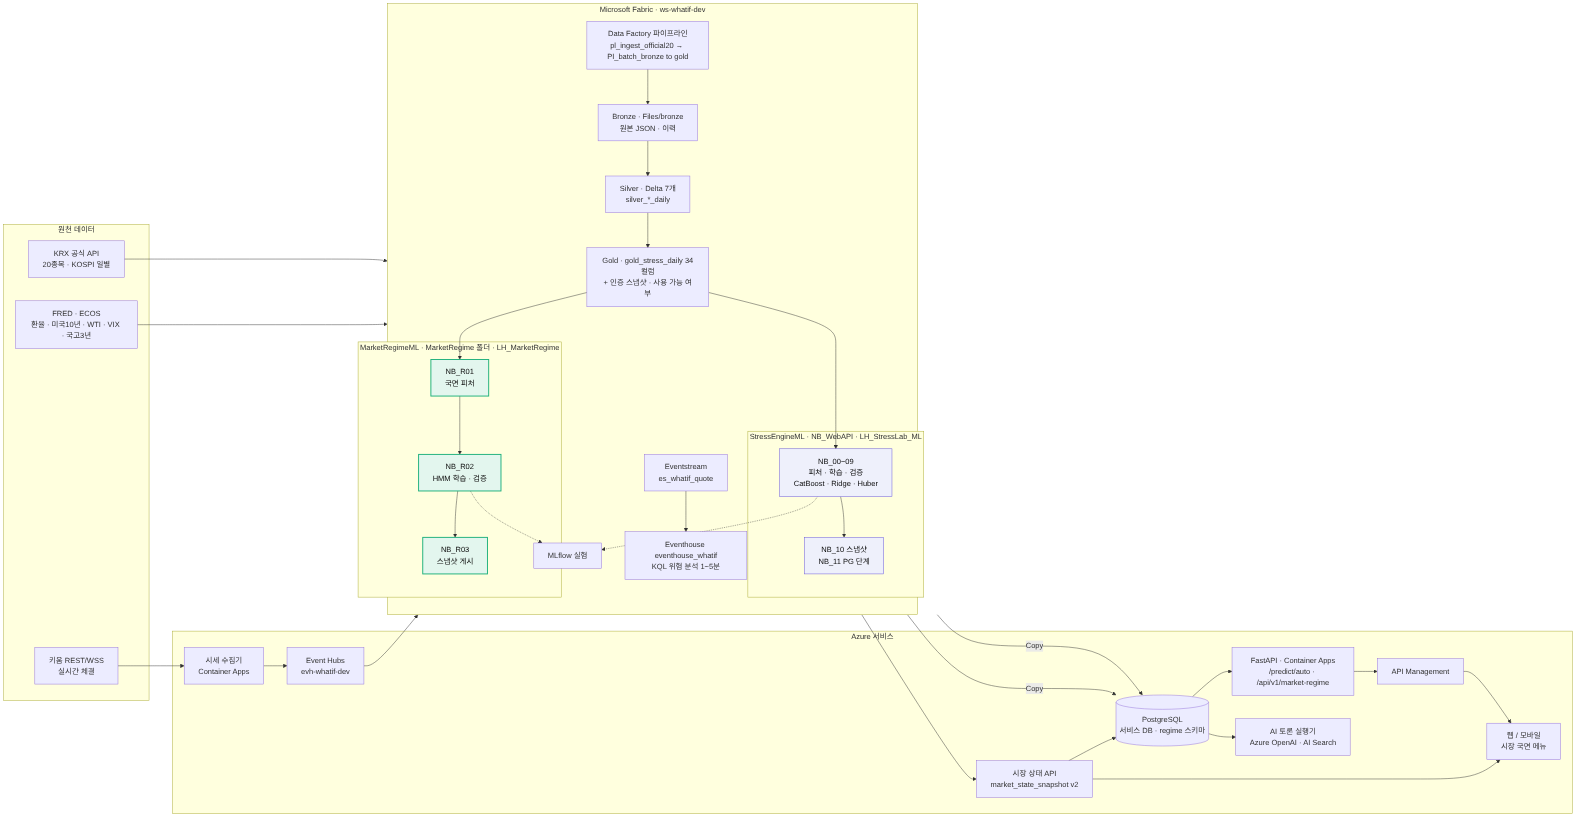 Microsoft Fabric · ws-whatif-dev
Data Factory 파이프라인
pl_ingest_official20 →
PI_batch_bronze to gold
Bronze · Files/bronze
원본 JSON · 이력
Silver · Delta 7개
silver_*_daily
Gold · gold_stress_daily 34
컬럼
+ 인증 스냅샷 · 사용 가능 여
부
원천 데이터
KRX 공식 API
20종목 · KOSPI 일별
FRED · ECOS
환율 · 미국10년 · WTI · VIX
· 국고3년
키움 REST/WSS
실시간 체결
MarketRegimeML · MarketRegime 폴더 · LH_MarketRegime
NB_R01
국면 피처
NB_R02
HMM 학습 · 검증
NB_R03
스냅샷 게시
MLflow 실험
Eventstream
es_whatif_quote
Eventhouse
eventhouse_whatif
KQL 위험 분석 1~5분
StressEngineML · NB_WebAPI · LH_StressLab_ML
NB_00~09
피처 · 학습 · 검증
CatBoost · Ridge · Huber
NB_10 스냅샷
NB_11 PG 단계
Azure 서비스
시세 수집기
Container Apps
Event Hubs
evh-whatif-dev
Copy
Copy
PostgreSQL
서비스 DB · regime 스키마
시장 상태 API
market_state_snapshot v2
FastAPI · Container Apps
/predict/auto ·
/api/v1/market-regime
API Management
AI 토론 실행기
Azure OpenAI · AI Search
웹 / 모바일
시장 국면 메뉴